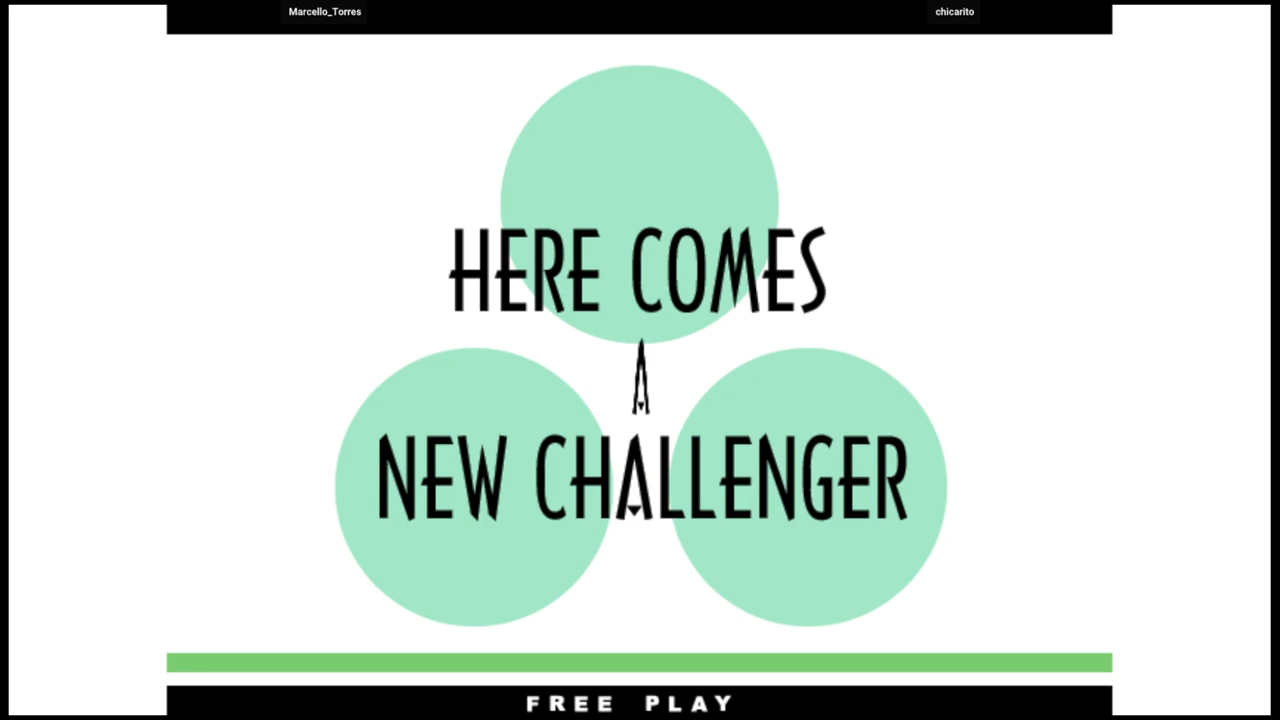 Marcello_Torres chicarito
HERE COMES
A
NEW CHALLENGER
FREE PLAY